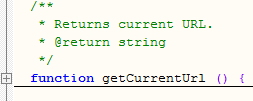 /**
* Returns current URL.
* @return string
*/
function getCurrentUrl () {